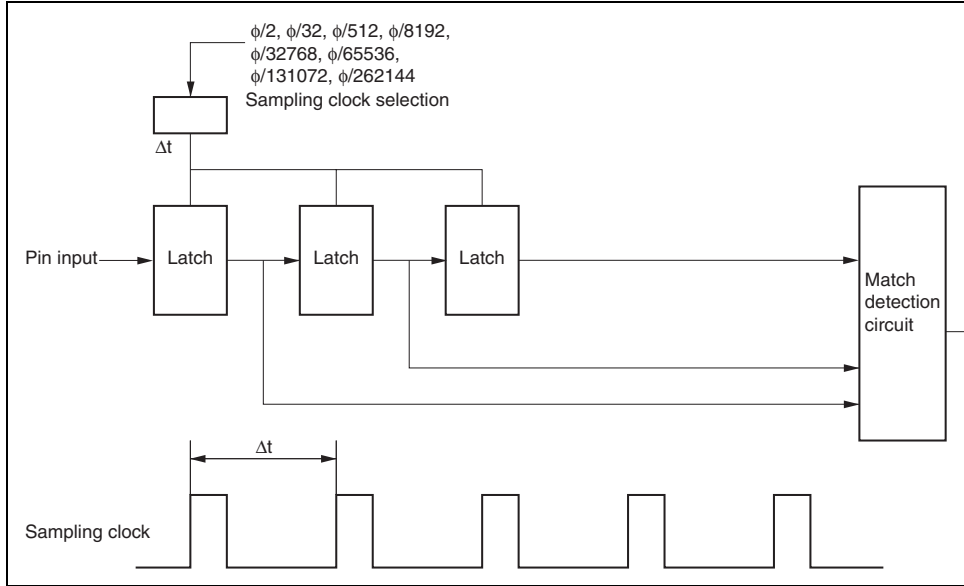 ϕ/2, ϕ/32, ϕ/512, ϕ/8192,
ϕ/32768, ϕ/65536,
ϕ/131072, ϕ/262144
Sampling clock selection
Δt
Pin input
Latch
Latch
Latch
Match
detection
circuit
Δt
Sampling clock